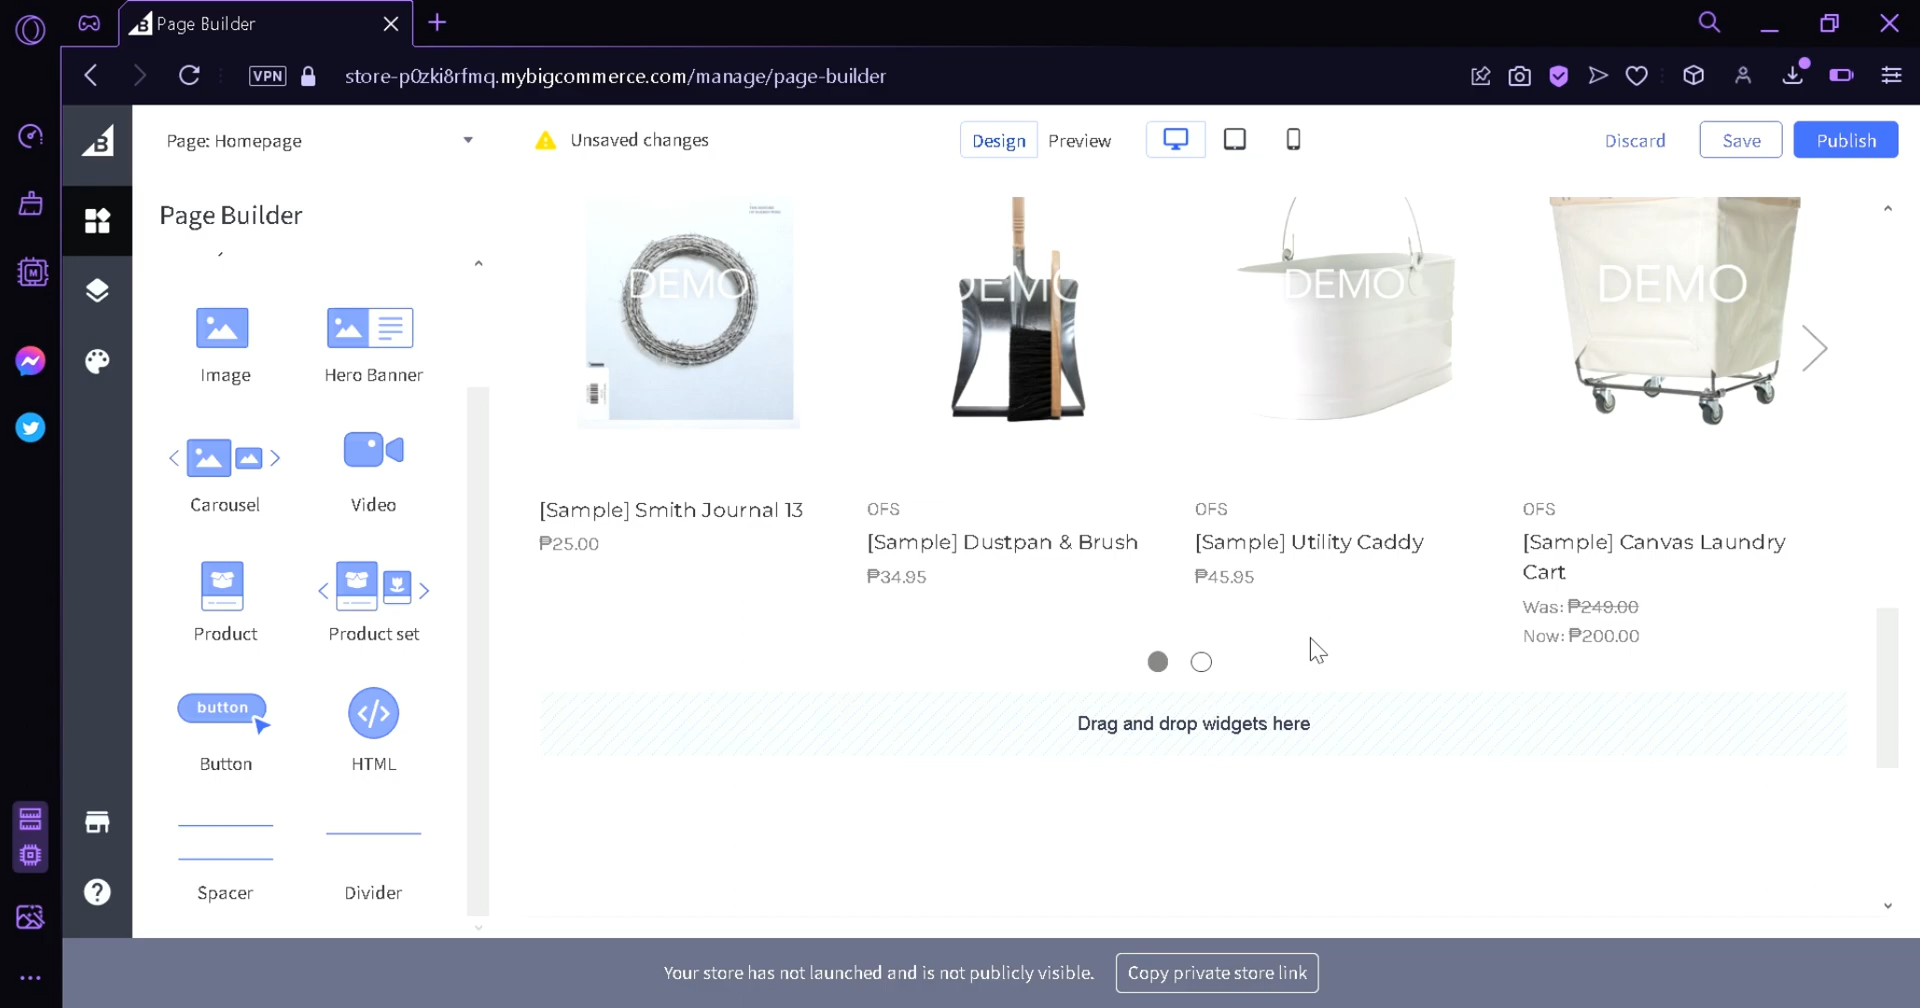 Page Builder
VPN
store-p0zki8rfmq.mybigcommerce.com/manage/page-builder
Page: Homepage
Unsaved changes
Design
Preview
Discard
Save
Publish
Page Builder
Image
Hero Banner
Carousel
Video
Product
Product set
button
Button
HTML
Spacer
Divider
DEMO
DEMO
DEMO
DEMO
[Sample] Smith Journal 13
₱25.00
OFS
[Sample] Dustpan & Brush
₱34.95
OFS
[Sample] Utility Caddy
₱45.95
OFS
[Sample] Canvas Laundry
Cart
Was: ₱249.00
Now: ₱200.00
Drag and drop widgets here
Your store has not launched and is not publicly visible.
Copy private store link